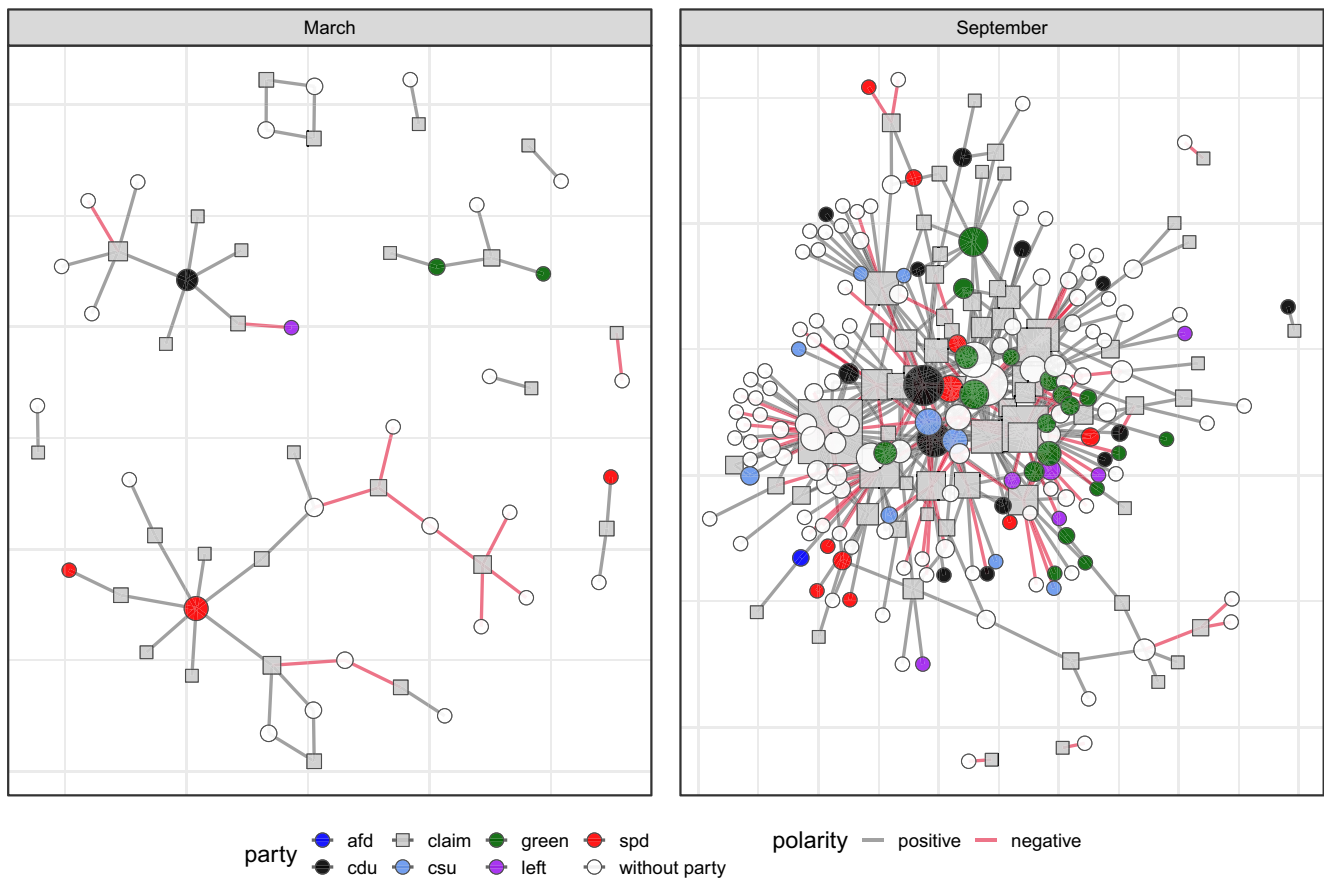 March
September
party
afd
claim
green
spd
cdu
csu
left
without party
polarity
positive
negative